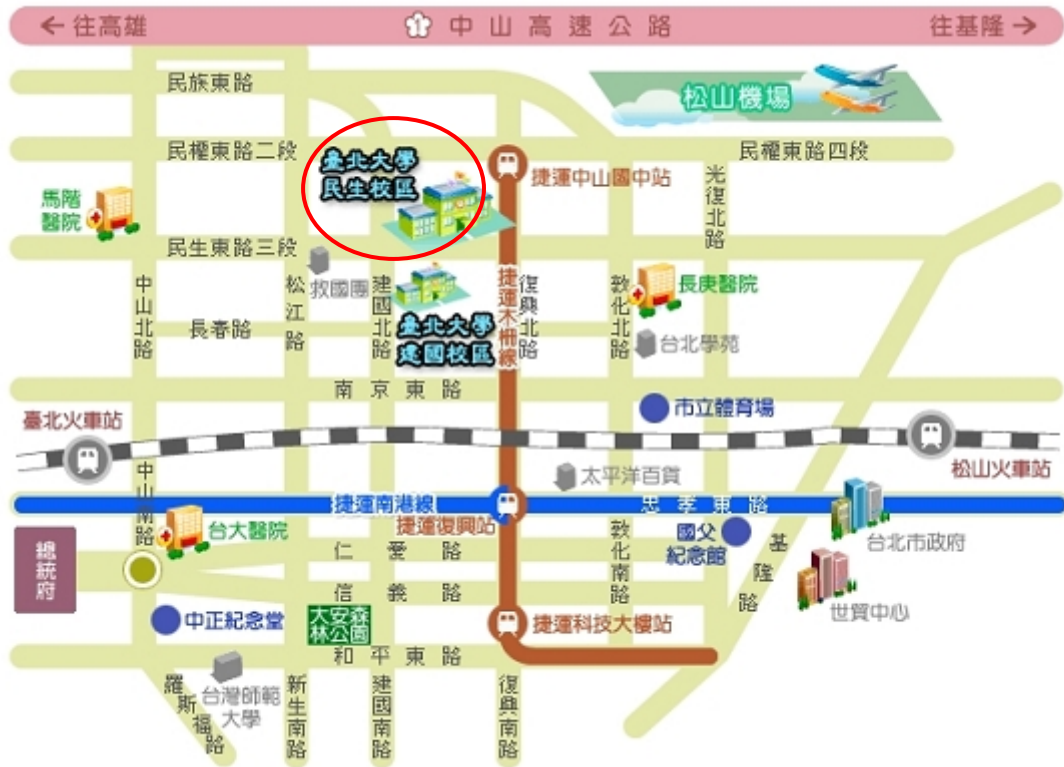 往高雄
1 中山高速公路
往基隆
民族東路
松山機場
民權東路二段
臺北大學
民生校區
捷運中山國中站
民權東路四段
光復北路
馬階
醫院
民生東路三段
救國團
中山北路
松江路
建國北路
捷運木柵線
復興北路
敦化北路
長庚醫院
長春路
臺北大學
建國校區
台北學苑
南京東路
市立體育場
臺北火車站
松山火車站
太平洋百貨
中山南路
捷運南港線
忠孝東路
捷運復興站
台大醫院
總統府
仁愛路
敦化南路
國父
紀念館
基隆路
台北市政府
信義路
世貿中心
中正紀念堂
大安森
林公園
捷運科技大樓站
和平東路
羅斯福路
台灣師範
大學
新生南路
建國南路
復興南路